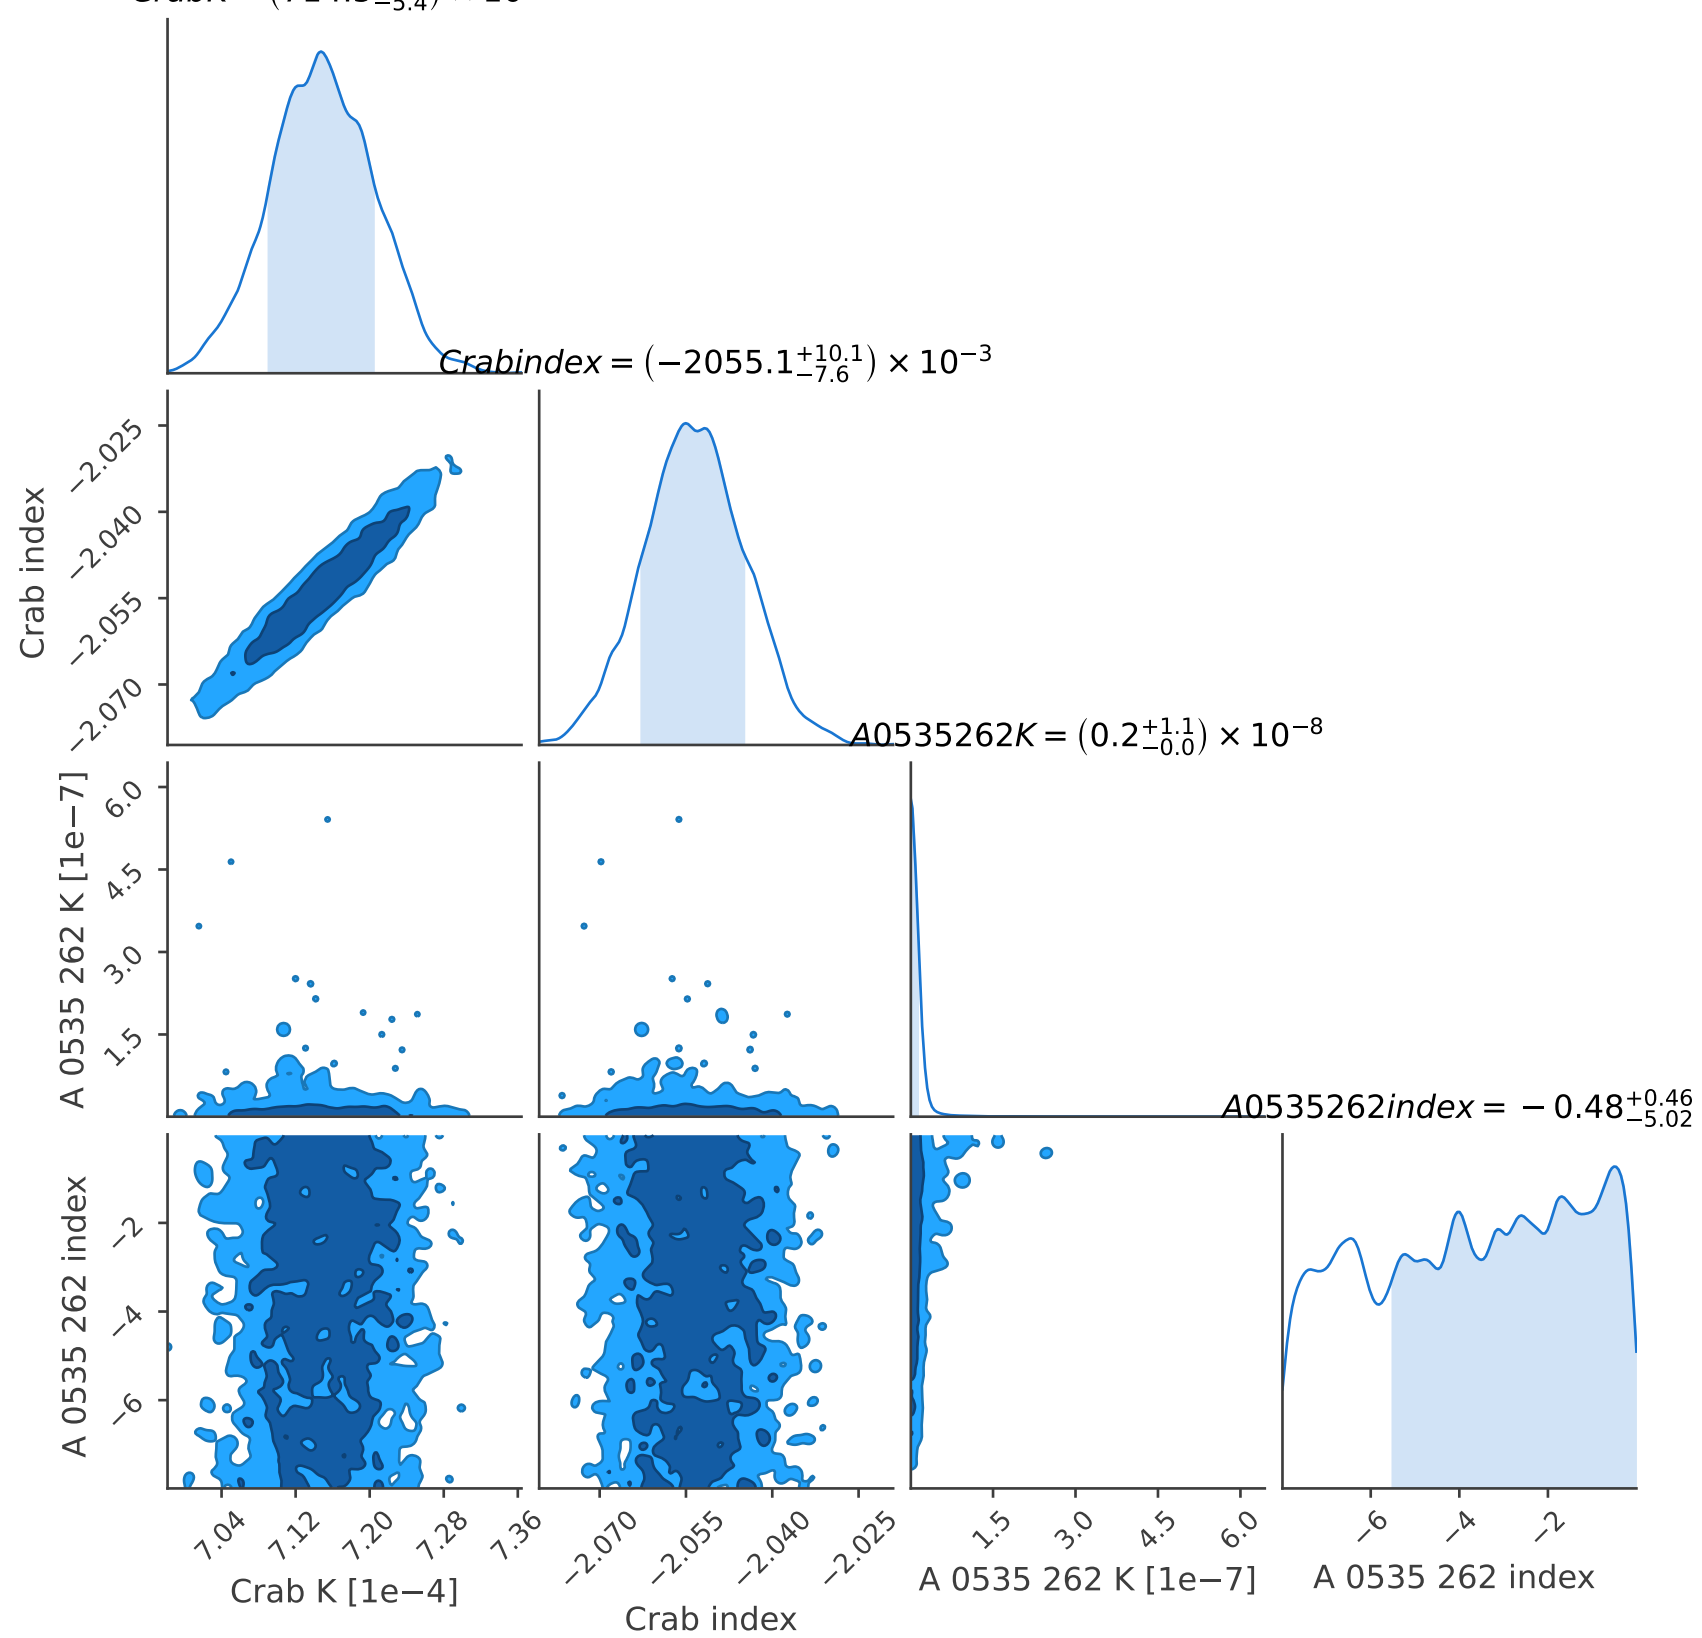 Crabindex = (−2055.1 +10.1 −7.6) × 10−3
−2.025
−2.040
−2.055
−2.070
Crab index
A0535262K = (0.2 +1.1 −0.0) × 10−8
6.0
4.5
3.0
1.5
A 0535 262 K [1e−7]
A0535262index = −0.48 +0.46 −5.02
−2
−4
−6
A 0535 262 index
7.04 7.12 7.20 7.28 7.36
−2.070 −2.055 −2.040 −2.025
1.5 3.0 4.5 6.0
−6 −4 −2
Crab K [1e−4]
Crab index
A 0535 262 K [1e−7]
A 0535 262 index